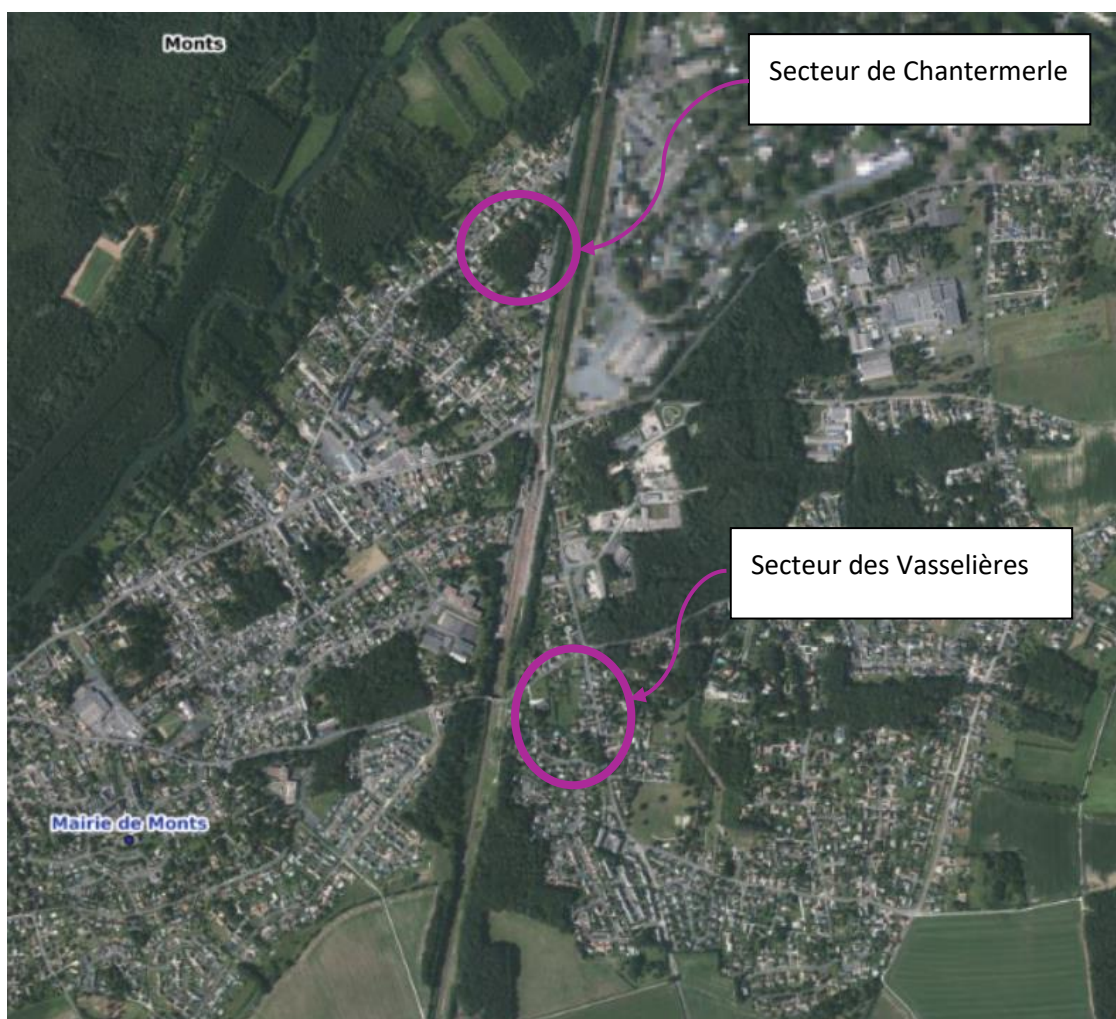 Monts
Secteur de Chantermerle
Secteur des Vasselières
Mairie de Monts